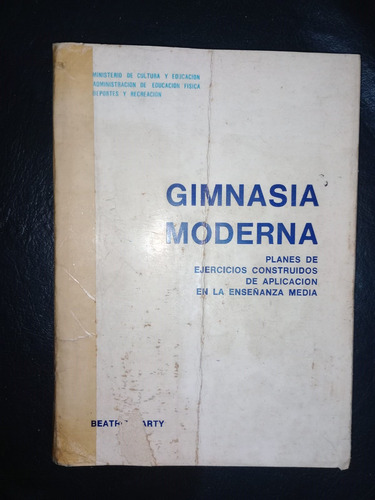 MINISTERIO DE CULTURA Y EDUCACION
ADMINISTRACION DE EDUCACION FISICA
DEPORTES Y RECREACION
GIMNASIA
MODERNA
PLANES DE
EJERCICIOS CONSTRUIDOS
DE APLICACION
EN LA ENSEÑANZA MEDIA